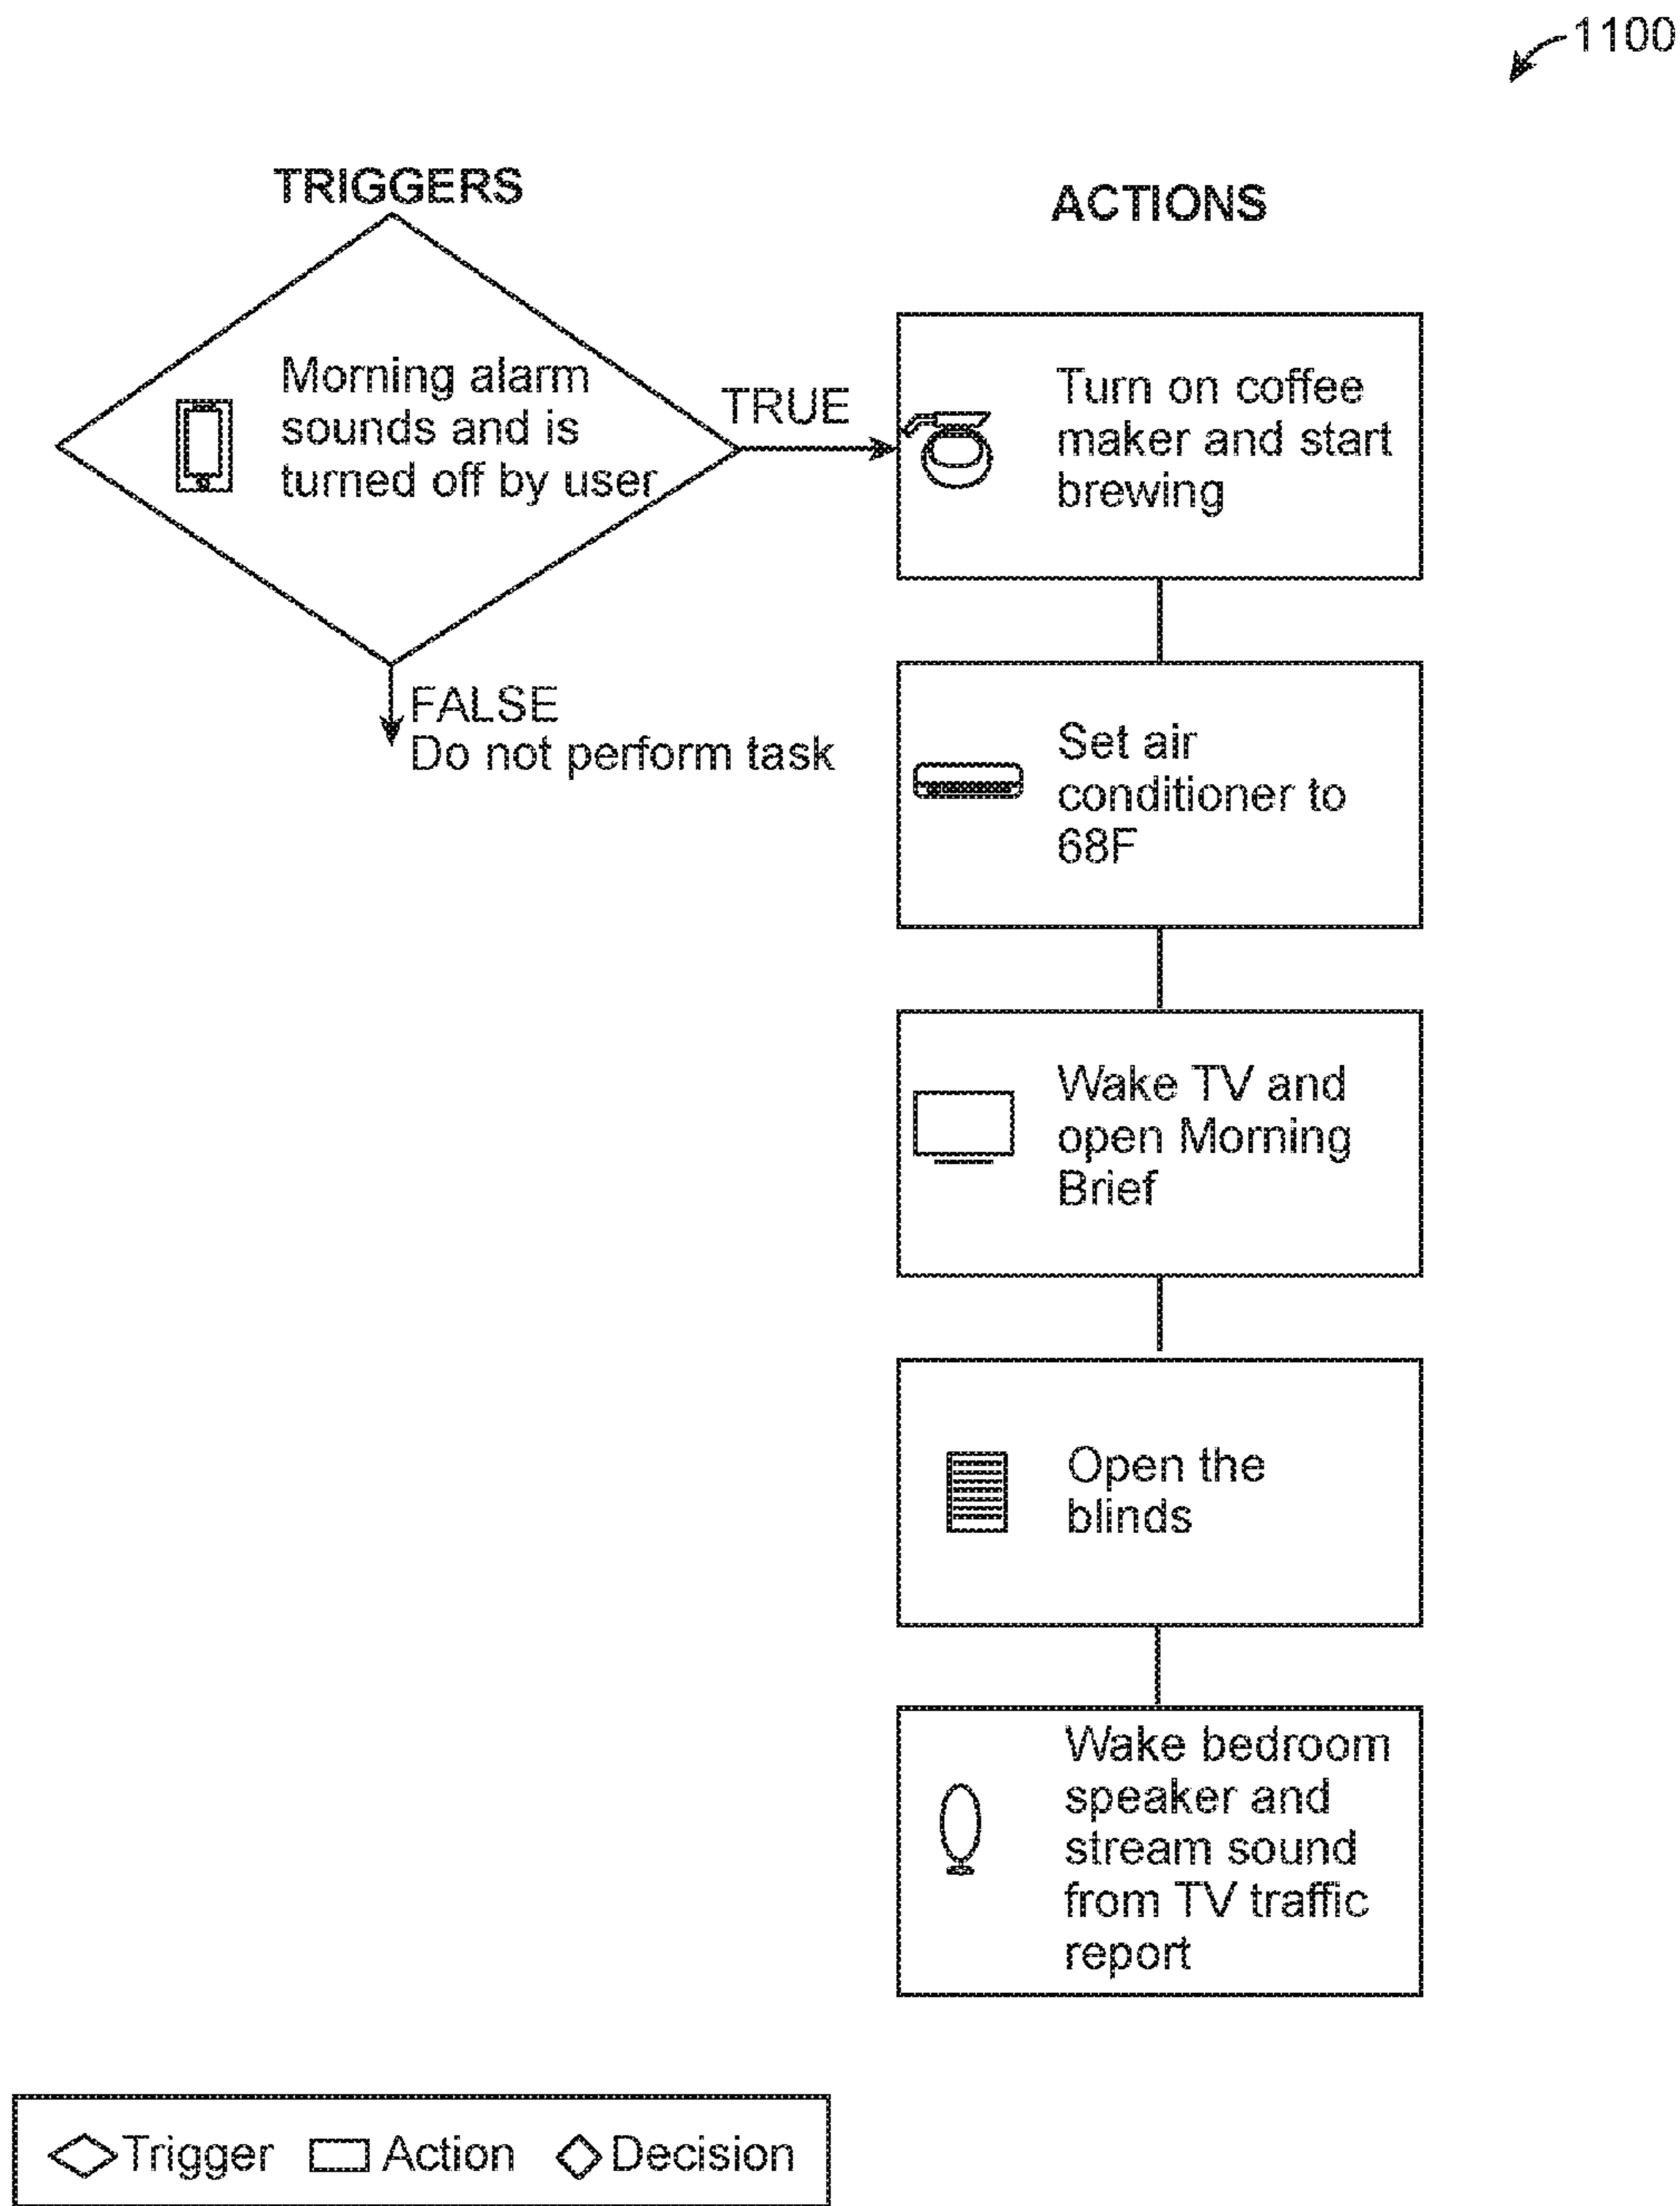 1100
TRIGGERS
ACTIONS
Morning alarm
sounds and is
turned off by user
TRUE
FALSE
Do not perform task
Turn on coffee
maker and start
brewing
Set air
conditioner to
68F
Wake TV and
open Morning
Brief
Open the
blinds
Wake bedroom
speaker and
stream sound
from TV traffic
report
Trigger Action Decision